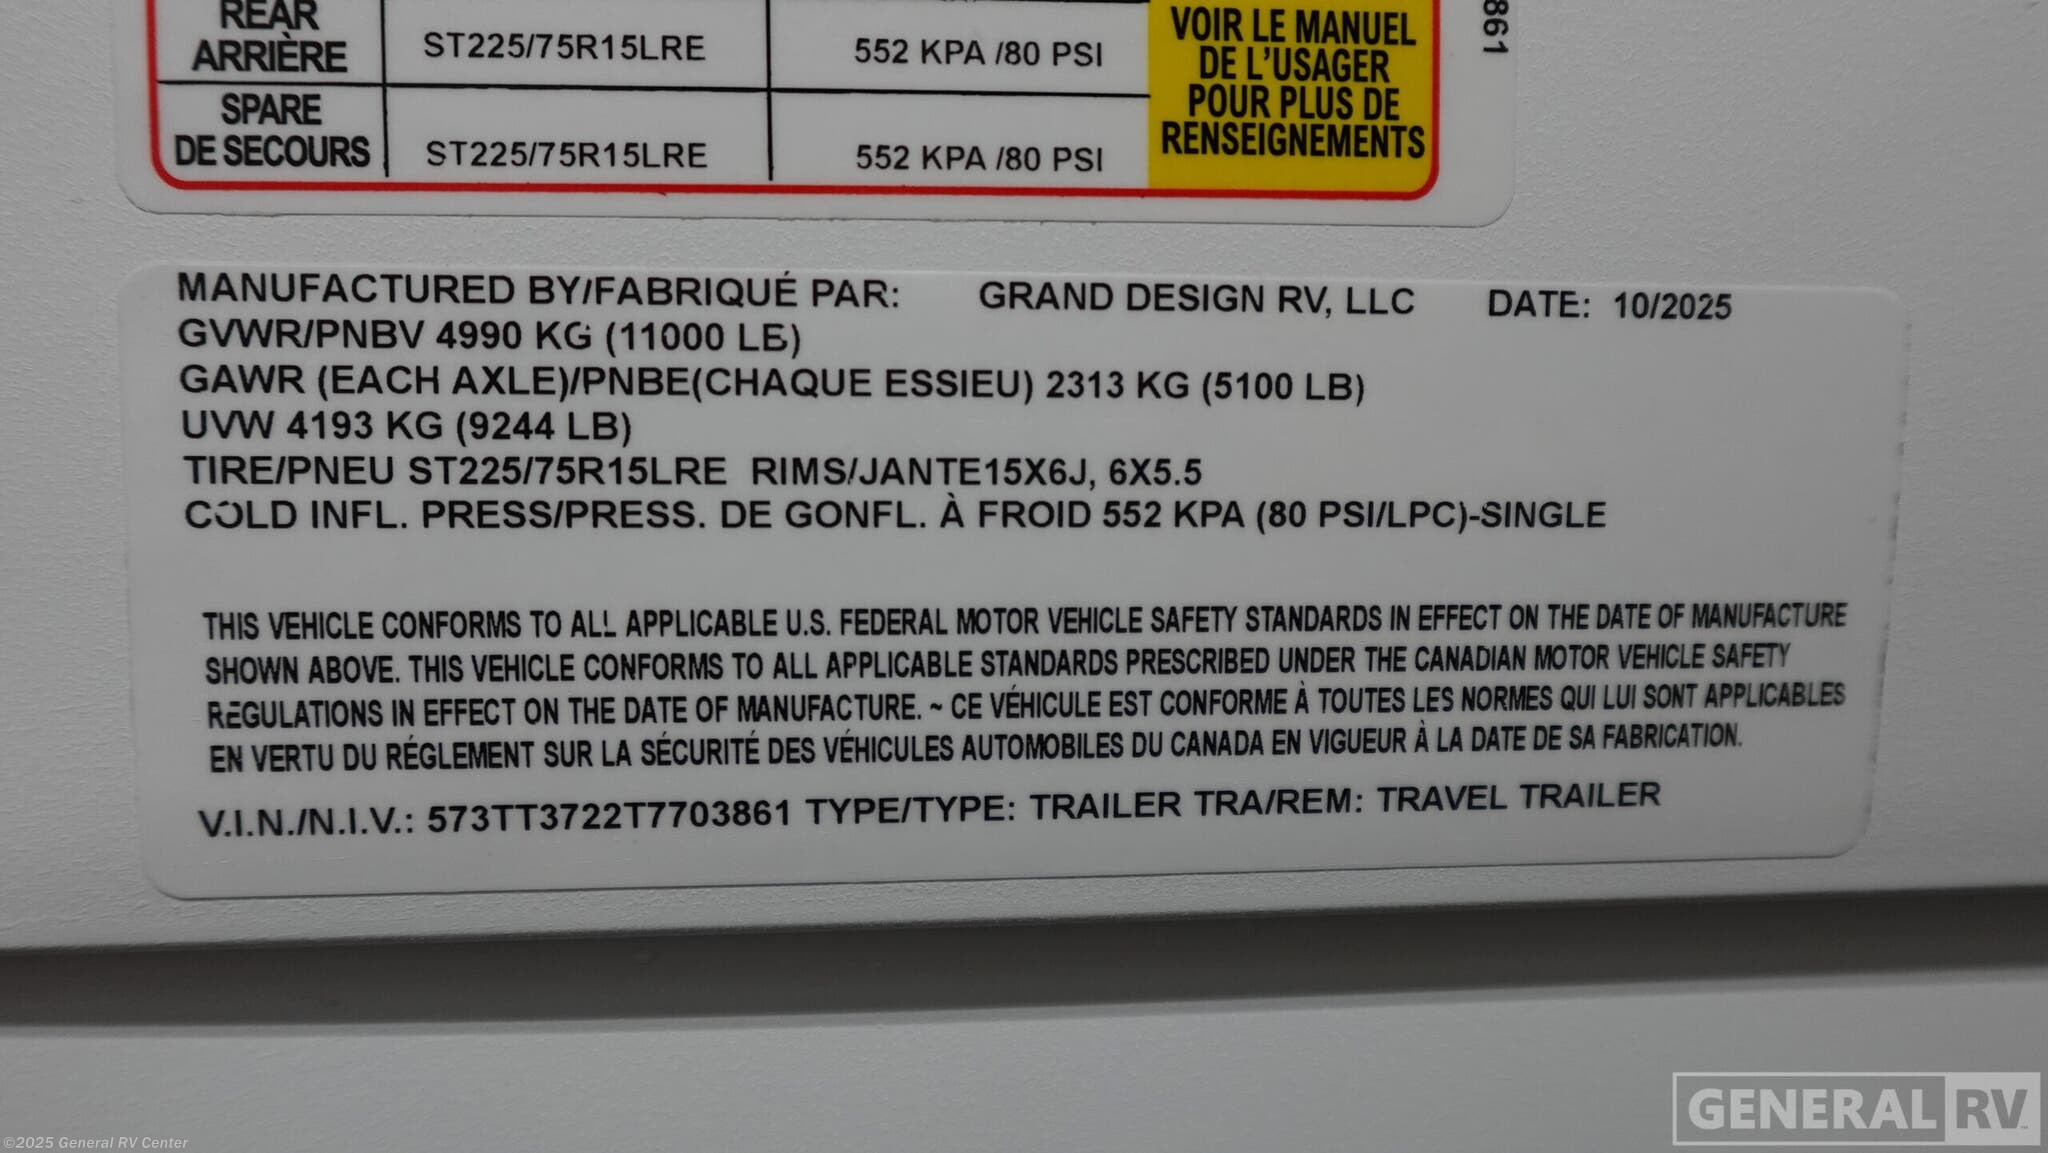 REAR
ARRIÈRE
ST225/75R15LRE
552 KPA /80 PSI
SPARE
DE SECOURS
ST225/75R15LRE
552 KPA /80 PSI
VOIR LE MANUEL
DE L'USAGER
POUR PLUS DE
RENSEIGNEMENTS
861
MANUFACTURED BY/FABRIQUÉ PAR: GRAND DESIGN RV, LLC DATE: 10/2025
GVWR/PNBV 4990 KG (11000 LB)
GAWR (EACH AXLE)/PNBE(CHAQUE ESSIEU) 2313 KG (5100 LB)
UVW 4193 KG (9244 LB)
TIRE/PNEU ST225/75R15LRE RIMS/JANTE15X6J, 6X5.5
COLD INFL. PRESS/PRESS. DE GONFL. À FROID 552 KPA (80 PSI/LPC)-SINGLE
THIS VEHICLE CONFORMS TO ALL APPLICABLE U.S. FEDERAL MOTOR VEHICLE SAFETY STANDARDS IN EFFECT ON THE DATE OF MANUFACTURE
SHOWN ABOVE. THIS VEHICLE CONFORMS TO ALL APPLICABLE STANDARDS PRESCRIBED UNDER THE CANADIAN MOTOR VEHICLE SAFETY
REGULATIONS IN EFFECT ON THE DATE OF MANUFACTURE. ~ CE VÉHICULE EST CONFORME À TOUTES LES NORMES QUI LUI SONT APPLICABLES
EN VERTU DU RÉGLEMENT SUR LA SÉCURITÉ DES VÉHICULES AUTOMOBILES DU CANADA EN VIGUEUR À LA DATE DE SA FABRICATION.
V.I.N./N.I.V.: 573TT3722T7703861 TYPE/TYPE: TRAILER TRA/REM: TRAVEL TRAILER
GENERAL RV
©2025 General RV Center